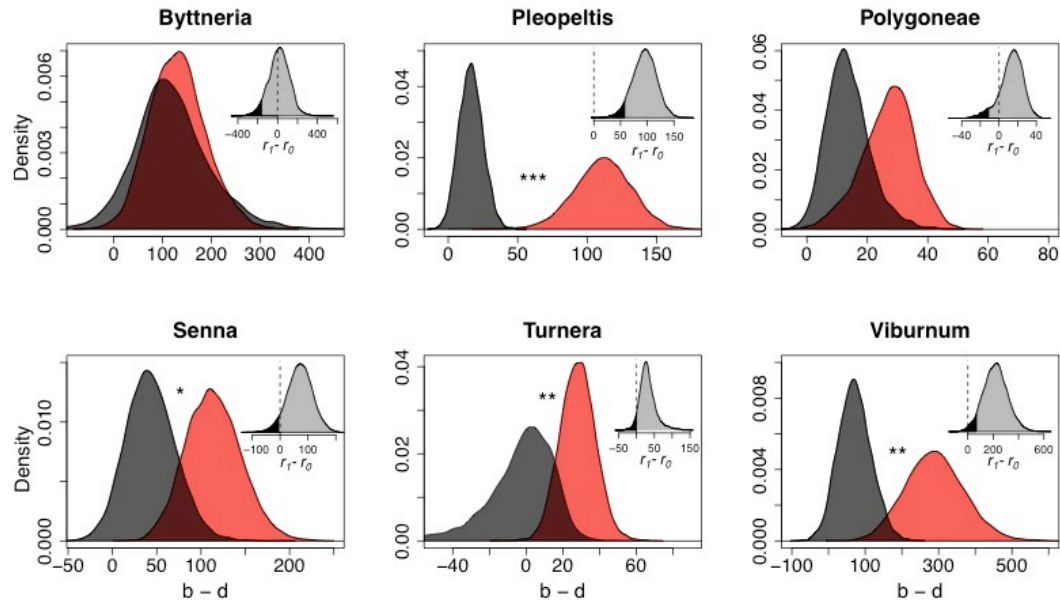 Byttneria
Density
0.000 0.003 0.006
0 100 200 300 400
-400 0 400
r1- r0
Pleopeltis
0.00 0.02 0.04
***
0 50 100 150
0 50 100 150
r1- r0
Polygoneae
0.00 0.02 0.04 0.06
0 20 40 60 80
-40 0 40
r1- r0
Senna
Density
0.000 0.010
*
−50 0 50 100 200
b − d
-100 0 100
r1- r0
Turnera
0.00 0.02 0.04
**
-40 0 20 60
b − d
-50 50 150
r1- r0
Viburnum
0.000 0.004 0.008
**
-100 100 300 500
b − d
0 200 600
r1- r0